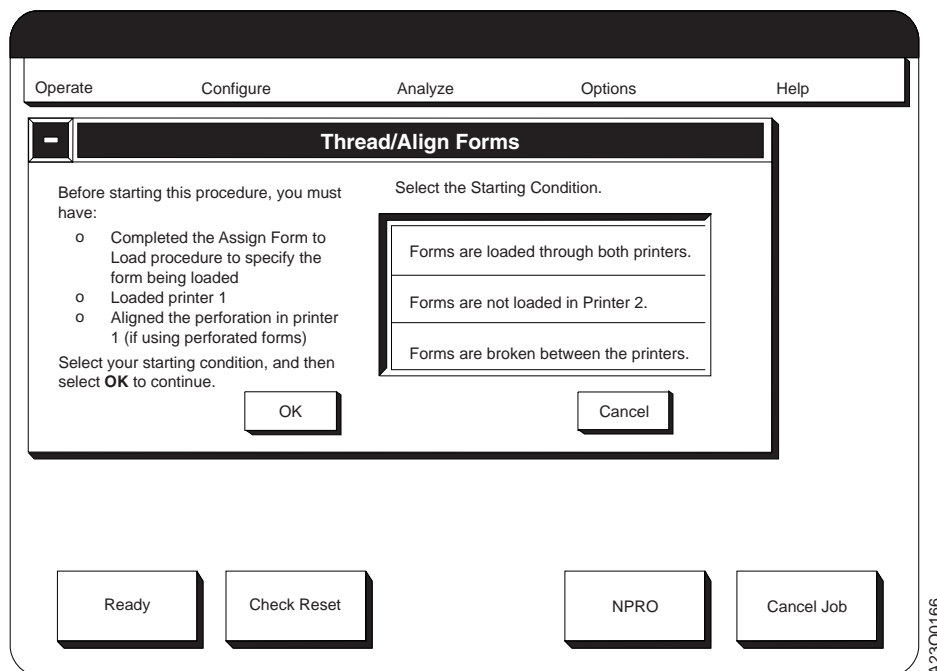 Operate Configure Analyze Options Help
Thread/Align Forms
Before starting this procedure, you must
have:
o Completed the Assign Form to
Load procedure to specify the
form being loaded
o Loaded printer 1
o Aligned the perforation in printer
1 (if using perforated forms)
Select your starting condition, and then
select OK to continue.
Select the Starting Condition.
Forms are loaded through both printers.
Forms are not loaded in Printer 2.
Forms are broken between the printers.
OK Cancel
Ready Check Reset NPRO Cancel Job
A23O0166